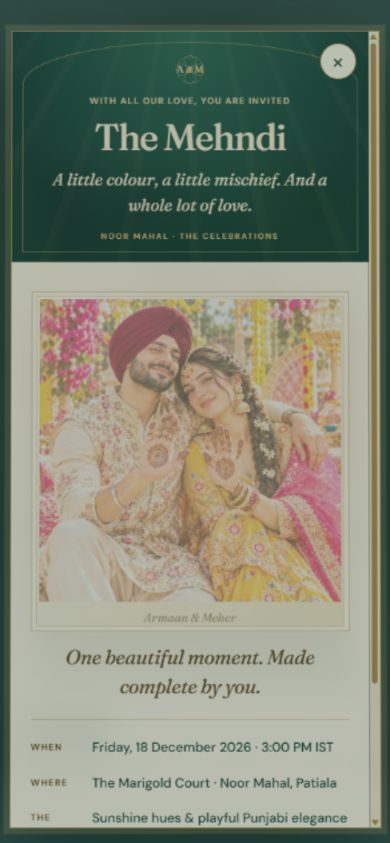 A&M
×
WITH ALL OUR LOVE, YOU ARE INVITED
The Mehndi
A little colour, a little mischief. And a
whole lot of love.
NOOR MAHAL · THE CELEBRATIONS
Armaan & Meher
One beautiful moment. Made
complete by you.
WHEN Friday, 18 December 2026 · 3:00 PM IST
WHERE The Marigold Court · Noor Mahal, Patiala
THE Sunshine hues & playful Punjabi elegance